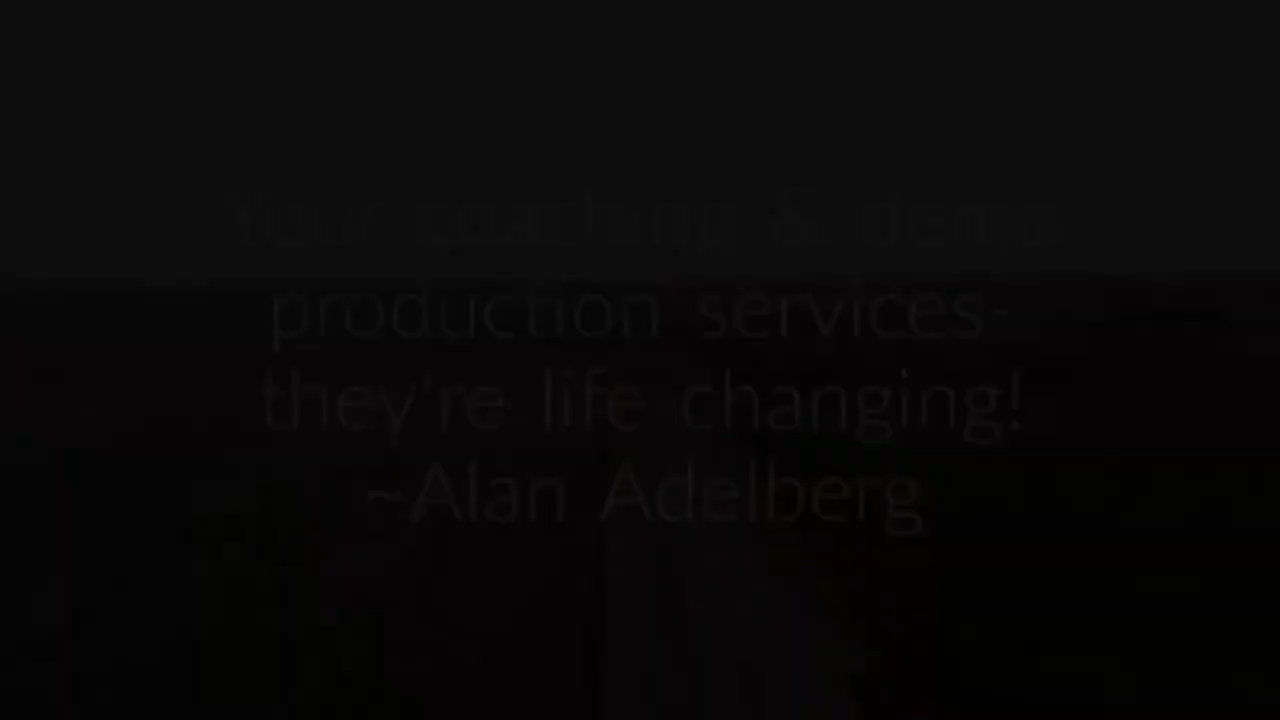 Your coaching & demo
production services-
they're life changing!
~Alan Adelberg